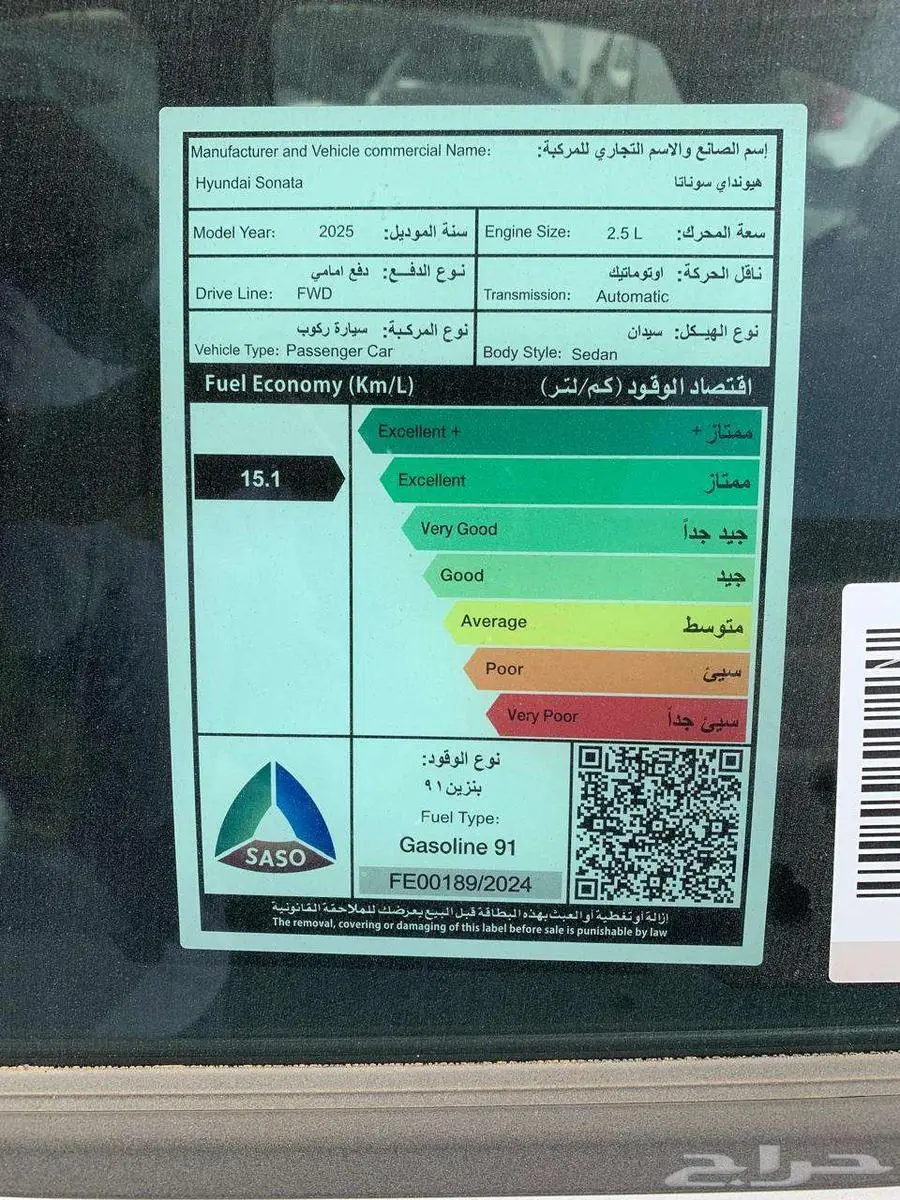 Manufacturer and Vehicle commercial Name: إسم الصانع والاسم التجاري للمركبة:
Hyundai Sonata هيونداي سوناتا
Model Year: 2025 سنة الموديل:
Engine Size: 2.5 L سعة المحرك:
نوع الدفـــع: دفع امامي
Drive Line: FWD
ناقل الحركة: اوتوماتيك
Transmission: Automatic
نوع المركبة: سيارة ركوب
Vehicle Type: Passenger Car
نوع الهيـــكل: سيدان
Body Style: Sedan
Fuel Economy (Km/L) اقتصاد الوقود (كم/لتر)
Excellent + ممتاز +
15.1
Excellent ممتاز
Very Good جيد جداً
Good جيد
Average متوسط
Poor سيئ
Very Poor سيئ جداً
SASO
نوع الوقود:
بنزين ٩١
Fuel Type:
Gasoline 91
FE00189/2024
إزالة أو تغطية أو العبث بهذه البطاقة قبل البيع يعرضك للملاحقة القانونية
The removal, covering or damaging of this label before sale is punishable by law
حراج